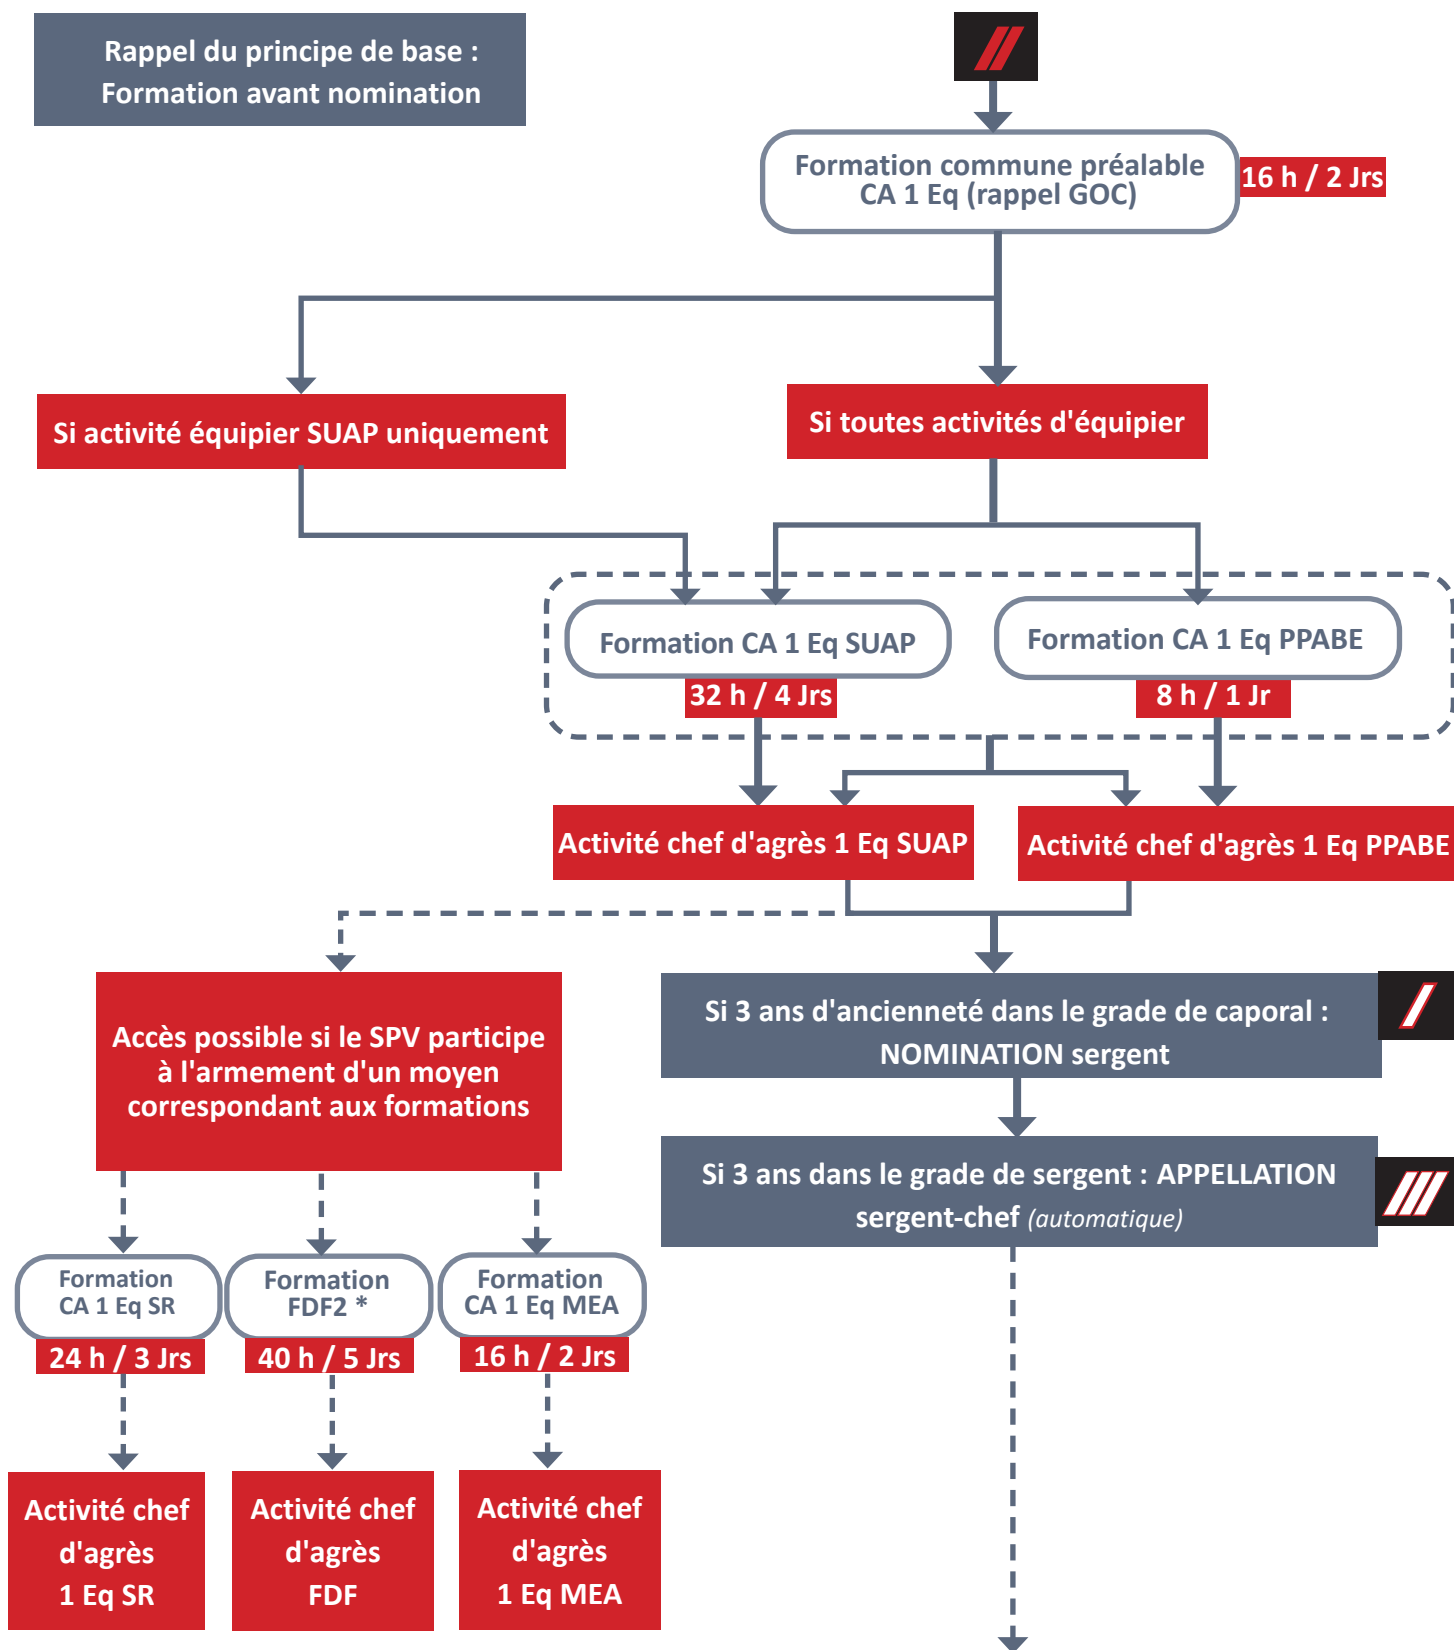 Rappel du principe de base :
Formation avant nomination
Formation commune préalable
CA 1 Eq (rappel GOC)
16 h / 2 Jrs
Si activité équipier SUAP uniquement
Si toutes activités d'équipier
Formation CA 1 Eq SUAP
32 h / 4 Jrs
Formation CA 1 Eq PPABE
8 h / 1 Jr
Activité chef d'agrès 1 Eq SUAP
Activité chef d'agrès 1 Eq PPABE
Accès possible si le SPV participe
à l'armement d'un moyen
correspondant aux formations
Si 3 ans d'ancienneté dans le grade de caporal :
NOMINATION sergent
Si 3 ans dans le grade de sergent : APPELLATION
sergent-chef (automatique)
Formation
CA 1 Eq SR
24 h / 3 Jrs
Formation
FDF2 *
40 h / 5 Jrs
Formation
CA 1 Eq MEA
16 h / 2 Jrs
Activité chef
d'agrès
1 Eq SR
Activité chef
d'agrès
FDF
Activité chef
d'agrès
1 Eq MEA